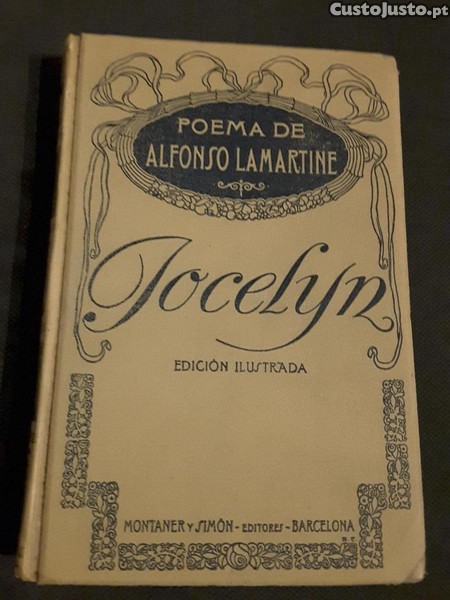 CustoJusto.pt
POEMA DE
ALFONSO LAMARTINE
Jocelyn
EDICIÓN ILUSTRADA
MONTANER Y SIMÓN - EDITORES - BARCELONA